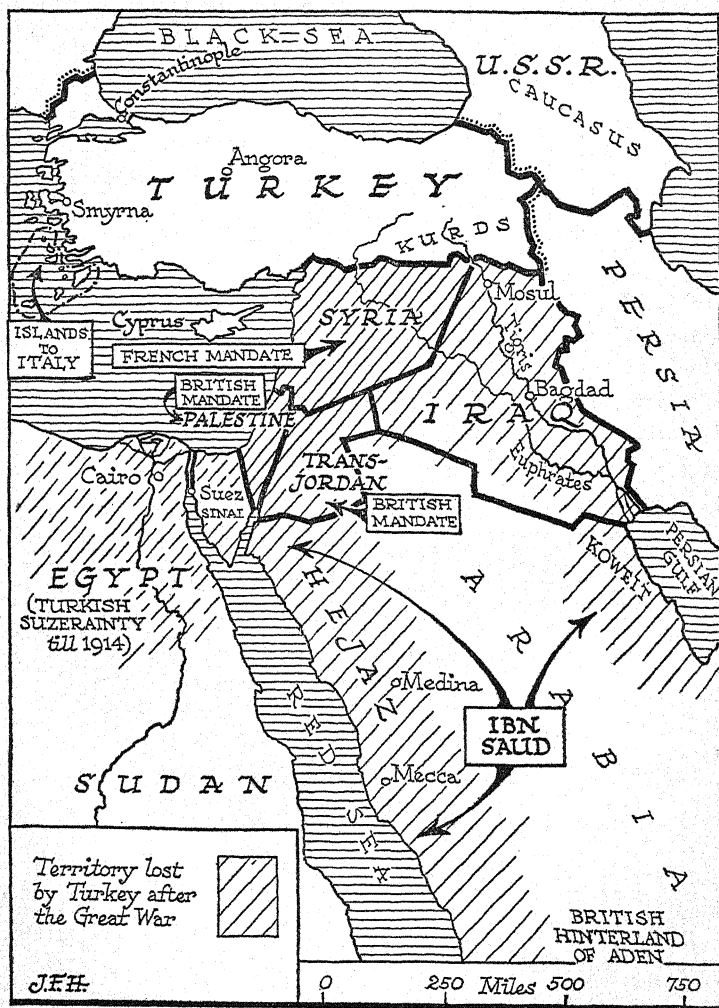 BLACK SEA
Constantinople
U.S.S.R.
CAUCASUS
Angora
TURKEY
Smyrna
KURDS
PERSIA
Mosul
ISLANDS
TO
ITALY
Cyprus
SYRIA
FRENCH MANDATE
Tigris
BRITISH
MANDATE
PALESTINE
Bagdad
IRAQ
Cairo
Suez
SINAI
TRANS-
JORDAN
Euphrates
BRITISH
MANDATE
PERSIAN
GULF
KOWEIT
EGYPT
(TURKISH
SUZERAINTY
till 1914)
HEJAZ
ARABIA
Medina
RED SEA
IBN
SAUD
Mecca
SUDAN
Territory lost
by Turkey after
the Great War
BRITISH
HINTERLAND
OF ADEN
J.F.H.
0 250 Miles 500 750